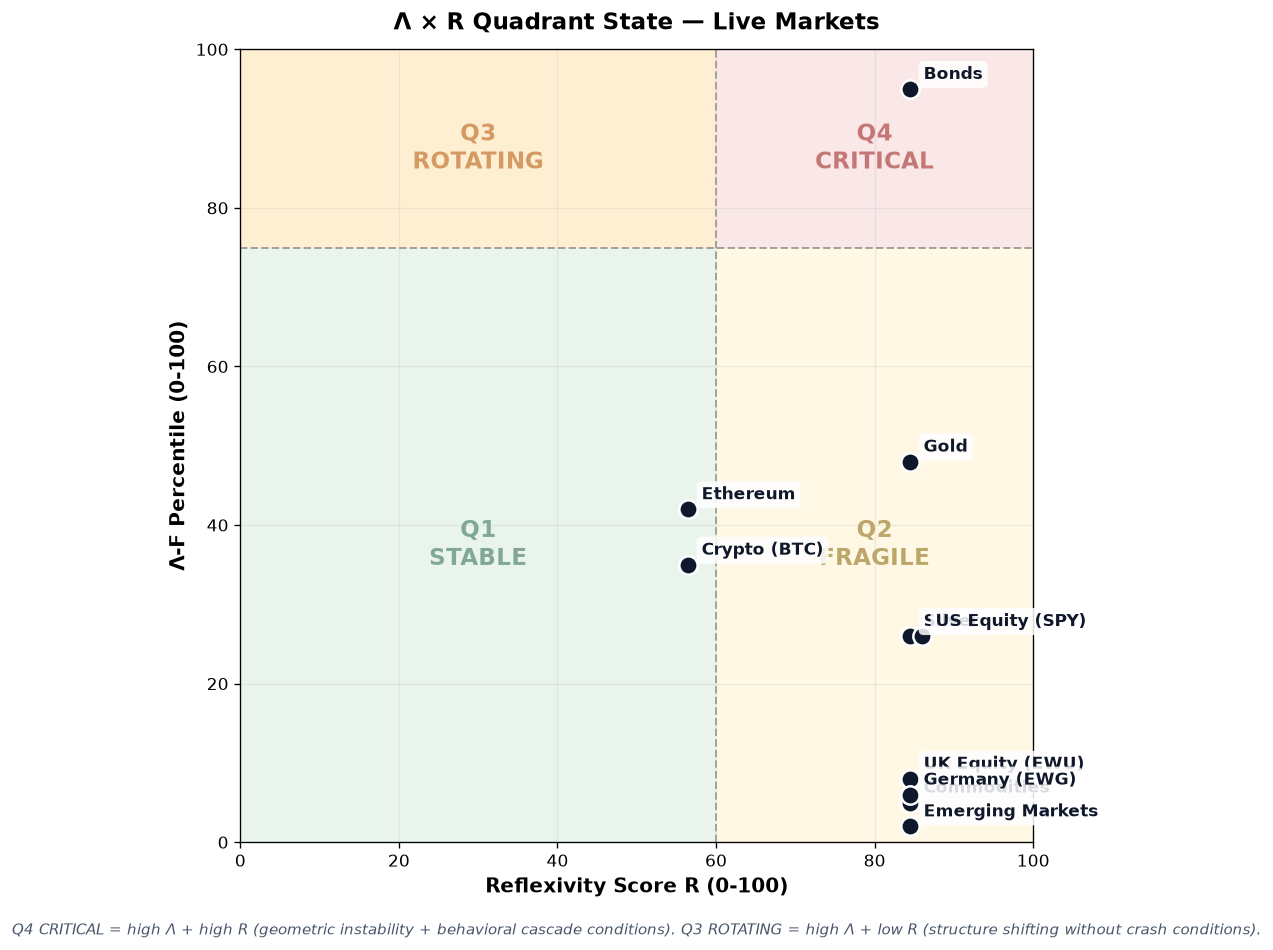 Λ × R Quadrant State — Live Markets
100
80
60
40
20
0
Λ-F Percentile (0-100)
Q3
ROTATING
Q4
CRITICAL
Bonds
Gold
Ethereum
Q1
STABLE
Crypto (BTC)
Q2
FRAGILE
US Equity (SPY)
UK Equity (EWU)
Germany (EWG)
Commodities
Emerging Markets
0
20
40
60
80
100
Reflexivity Score R (0-100)
Q4 CRITICAL = high Λ + high R (geometric instability + behavioral cascade conditions). Q3 ROTATING = high Λ + low R (structure shifting without crash conditions).